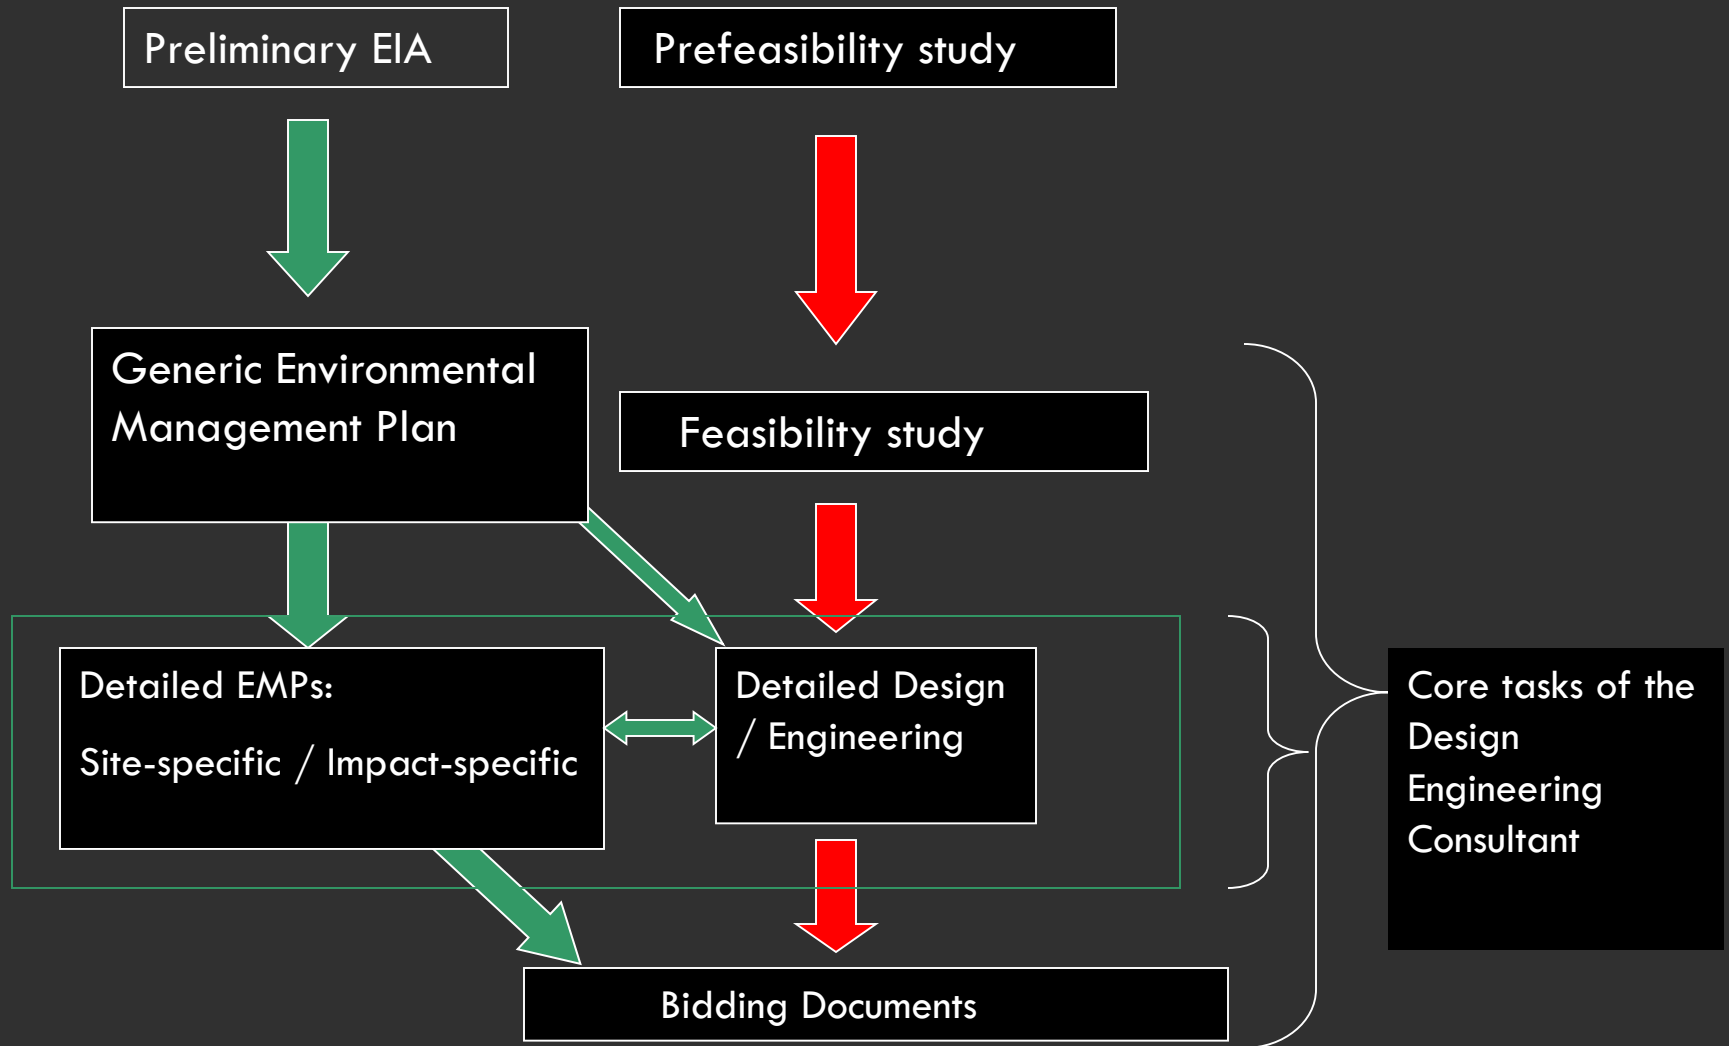 Preliminary EIA
Prefeasibility study
Generic Environmental
Management Plan
Feasibility study
Detailed EMPs:
Site-specific / Impact-specific
Detailed Design
/ Engineering
Core tasks of the
Design
Engineering
Consultant
Bidding Documents